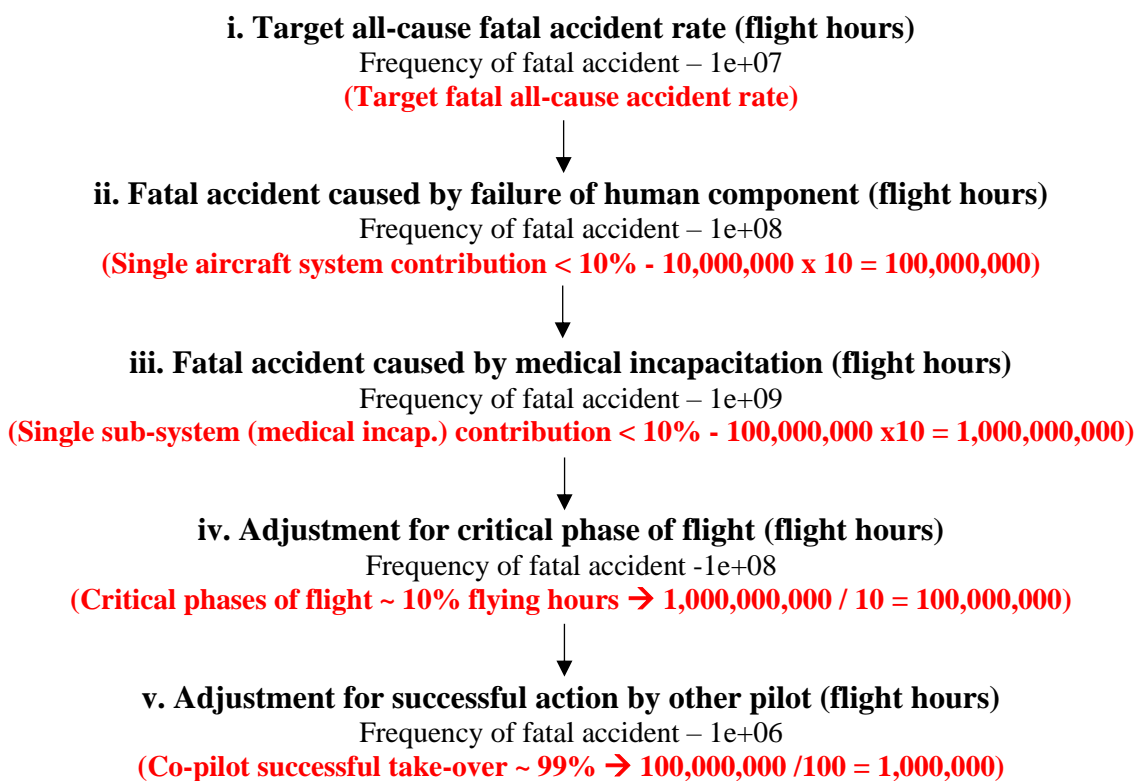 i. Target all-cause fatal accident rate (flight hours)
Frequency of fatal accident – 1e+07
(Target fatal all-cause accident rate)
ii. Fatal accident caused by failure of human component (flight hours)
Frequency of fatal accident – 1e+08
(Single aircraft system contribution < 10% - 10,000,000 x 10 = 100,000,000)
iii. Fatal accident caused by medical incapacitation (flight hours)
Frequency of fatal accident – 1e+09
(Single sub-system (medical incap.) contribution < 10% - 100,000,000 x10 = 1,000,000,000)
iv. Adjustment for critical phase of flight (flight hours)
Frequency of fatal accident -1e+08
(Critical phases of flight ~ 10% flying hours → 1,000,000,000 / 10 = 100,000,000)
v. Adjustment for successful action by other pilot (flight hours)
Frequency of fatal accident – 1e+06
(Co-pilot successful take-over ~ 99% → 100,000,000 /100 = 1,000,000)